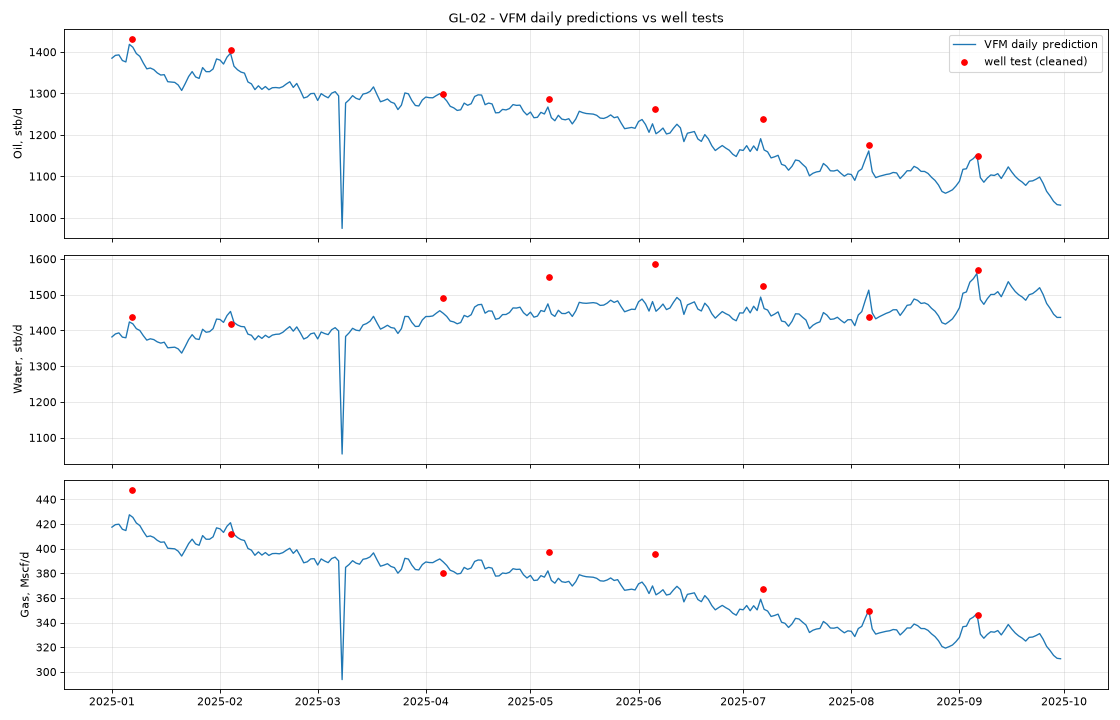 GL-02 - VFM daily predictions vs well tests
1400
1300
1200
1100
1000
Oil, stb/d
VFM daily prediction
well test (cleaned)
1600
1500
1400
1300
1200
1100
Water, stb/d
440
420
400
380
360
340
320
300
Gas, Mscf/d
2025-01 2025-02 2025-03 2025-04 2025-05 2025-06 2025-07 2025-08 2025-09 2025-10